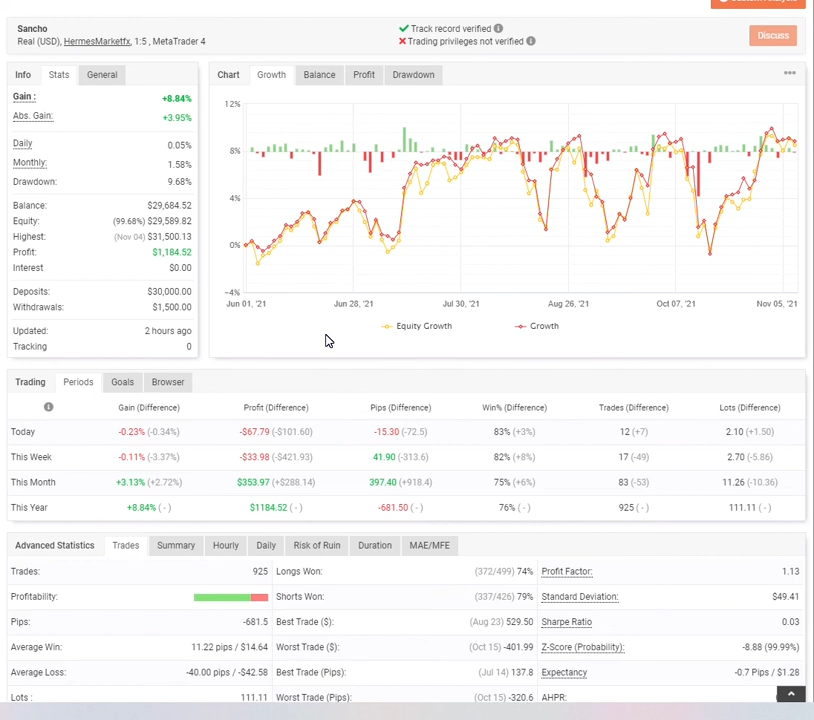 Sancho
Real (USD), HermesMarketfx, 1:5 , MetaTrader 4
Track record verified
Trading privileges not verified
Discuss
Info Stats General
Gain : +8.84%
Abs. Gain: +3.95%
Daily 0.05%
Monthly: 1.58%
Drawdown: 9.68%
Balance: $29,684.52
Equity: (99.68%) $29,589.82
Highest: (Nov 04) $31,500.13
Profit: $1,184.52
Interest $0.00
Deposits: $30,000.00
Withdrawals: $1,500.00
Updated: 2 hours ago
Tracking 0
Chart Growth Balance Profit Drawdown
12%
8%
4%
0%
-4%
Jun 01, '21 Jun 28, '21 Jul 30, '21 Aug 26, '21 Oct 07, '21 Nov 05, '21
Equity Growth Growth
Trading Periods Goals Browser
Gain (Difference) Profit (Difference) Pips (Difference) Win% (Difference) Trades (Difference) Lots (Difference)
Today -0.23% (-0.34%) -$67.79 (-$101.60) -15.30 (-72.5) 83% (+3%) 12 (+7) 2.10 (+1.50)
This Week -0.11% (-3.37%) -$33.98 (-$421.93) 41.90 (-313.6) 82% (+8%) 17 (-49) 2.70 (-5.86)
This Month +3.13% (+2.72%) $353.97 (+$288.14) 397.40 (+918.4) 75% (+6%) 83 (-53) 11.26 (-10.36)
This Year +8.84% ( - ) $1184.52 ( - ) -681.50 ( - ) 76% ( - ) 925 ( - ) 111.11 ( - )
Advanced Statistics Trades Summary Hourly Daily Risk of Ruin Duration MAE/MFE
Trades: 925 Longs Won: (372/499) 74% Profit Factor: 1.13
Profitability: Shorts Won: (337/426) 79% Standard Deviation: $49.41
Pips: -681.5 Best Trade ($): (Aug 23) 529.50 Sharpe Ratio 0.03
Average Win: 11.22 pips / $14.64 Worst Trade ($): (Oct 15) -401.99 Z-Score (Probability): -8.88 (99.99%)
Average Loss: -40.00 pips / -$42.58 Best Trade (Pips): (Jul 14) 137.8 Expectancy -0.7 Pips / $1.28
Lots : 111.11 Worst Trade (Pips): (Oct 15) -320.6 AHPR: